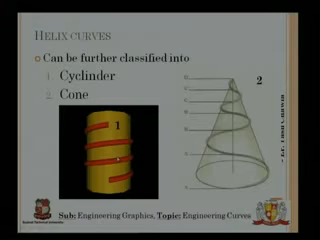 HELIX CURVES
Can be further classified into
1. Cyclinder
2. Cone
1
2
Sub: Engineering Graphics, Topic: Engineering Curves